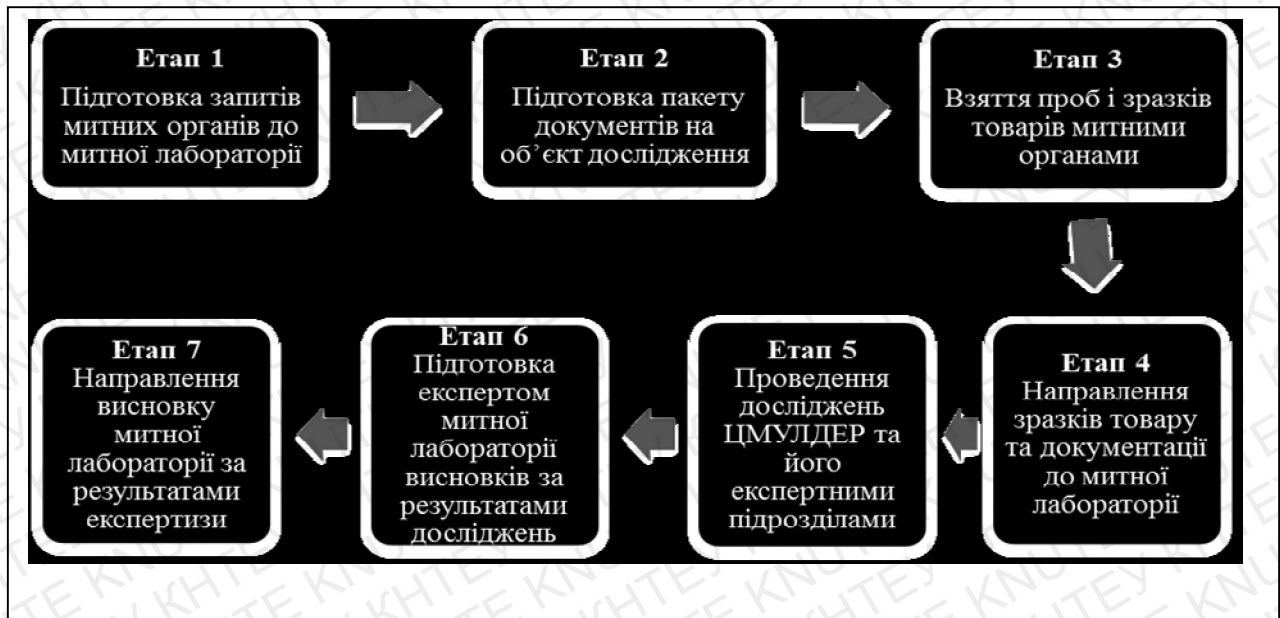 Етап 1
Підготовка запитів
митних органів до
митної лабораторії
Етап 2
Підготовка пакету
документів на
об’єкт дослідження
Етап 3
Взяття проб і зразків
товарів митними
органами
Етап 4
Направлення
зразків товару
та документації
до митної
лабораторії
Етап 5
Проведення
досліджень
ЦМУЛДЕР та
його
експертними
підрозділами
Етап 6
Підготовка
експертом
митної
лабораторії
висновків за
результатами
досліджень
Етап 7
Направлення
висновку
митної
лабораторії за
результатами
експертизи